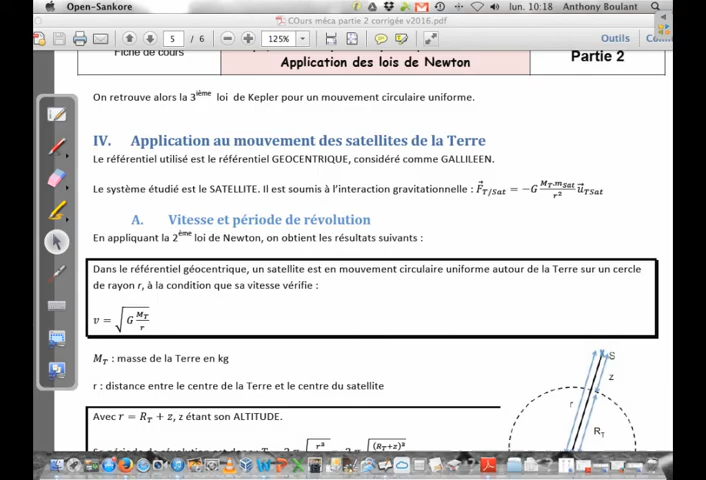 Open-Sankore
lun. 10:18 Anthony Boulant
COurs méca partie 2 corrigée v2016.pdf
5 / 6 125% Outils
Fiche de cours
Application des lois de Newton
Partie 2
On retrouve alors la 3ième loi de Kepler pour un mouvement circulaire uniforme.
IV. Application au mouvement des satellites de la Terre
Le référentiel utilisé est le référentiel GEOCENTRIQUE, considéré comme GALLILEEN.
Le système étudié est le SATELLITE. Il est soumis à l'interaction gravitationnelle : F⃗T/Sat = −G MT.mSat/r² u⃗TSat
A. Vitesse et période de révolution
En appliquant la 2ème loi de Newton, on obtient les résultats suivants :
Dans le référentiel géocentrique, un satellite est en mouvement circulaire uniforme autour de la Terre sur un cercle
de rayon r, à la condition que sa vitesse vérifie :
v = √(G MT/r)
MT : masse de la Terre en kg
r : distance entre le centre de la Terre et le centre du satellite
Avec r = RT + z, z étant son ALTITUDE.
S
z
r
RT